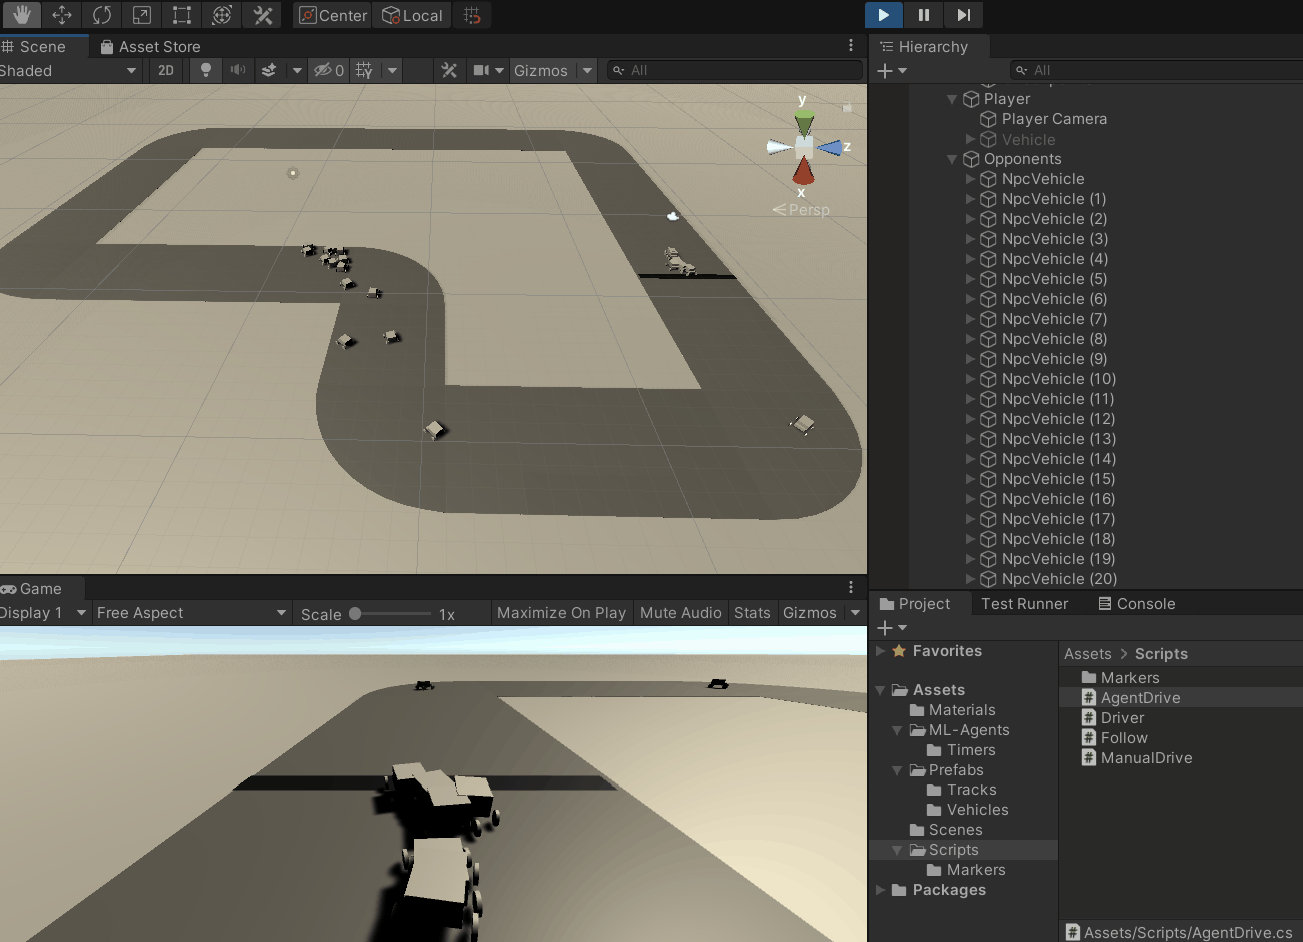 Center Local
Scene Asset Store
Shaded 2D 0 Gizmos All
y
z
x
Persp
Game
Display 1 Free Aspect Scale 1x Maximize On Play Mute Audio Stats Gizmos
Hierarchy
All
Player
Player Camera
Vehicle
Opponents
NpcVehicle
NpcVehicle (1)
NpcVehicle (2)
NpcVehicle (3)
NpcVehicle (4)
NpcVehicle (5)
NpcVehicle (6)
NpcVehicle (7)
NpcVehicle (8)
NpcVehicle (9)
NpcVehicle (10)
NpcVehicle (11)
NpcVehicle (12)
NpcVehicle (13)
NpcVehicle (14)
NpcVehicle (15)
NpcVehicle (16)
NpcVehicle (17)
NpcVehicle (18)
NpcVehicle (19)
NpcVehicle (20)
Project Test Runner Console
Favorites
Assets
Materials
ML-Agents
Timers
Prefabs
Tracks
Vehicles
Scenes
Scripts
Markers
Packages
Assets > Scripts
Markers
AgentDrive
Driver
Follow
ManualDrive
Assets/Scripts/AgentDrive.cs